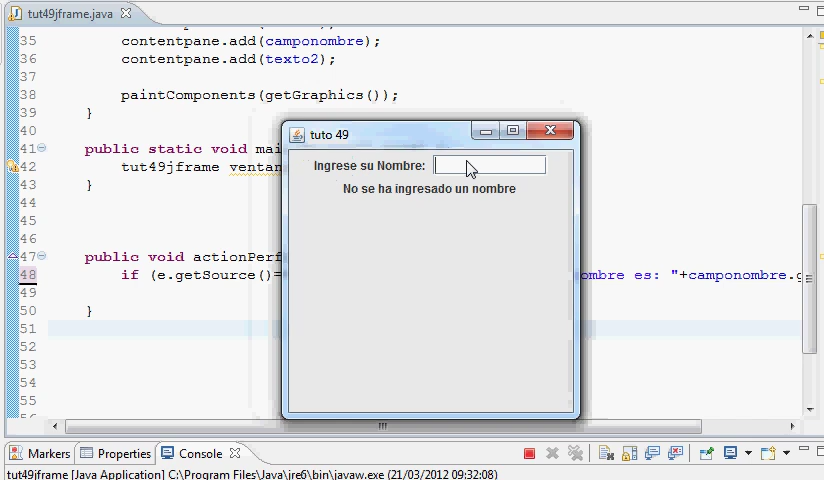 tut49jframe.java
35 contentpane.add(camponombre);
36 contentpane.add(texto2);
37
38 paintComponents(getGraphics());
39 }
40
41 public static void mai
42 tut49jframe ventan
43 }
44
45
46
47 public void actionPerf
48 if (e.getSource()= ombre es: "+camponombre.g
49
50 }
51
52
53
54
55
tuto 49
Ingrese su Nombre:
No se ha ingresado un nombre
Markers Properties Console
tut49jframe [Java Application] C:\Program Files\Java\jre6\bin\javaw.exe (21/03/2012 09:32:08)